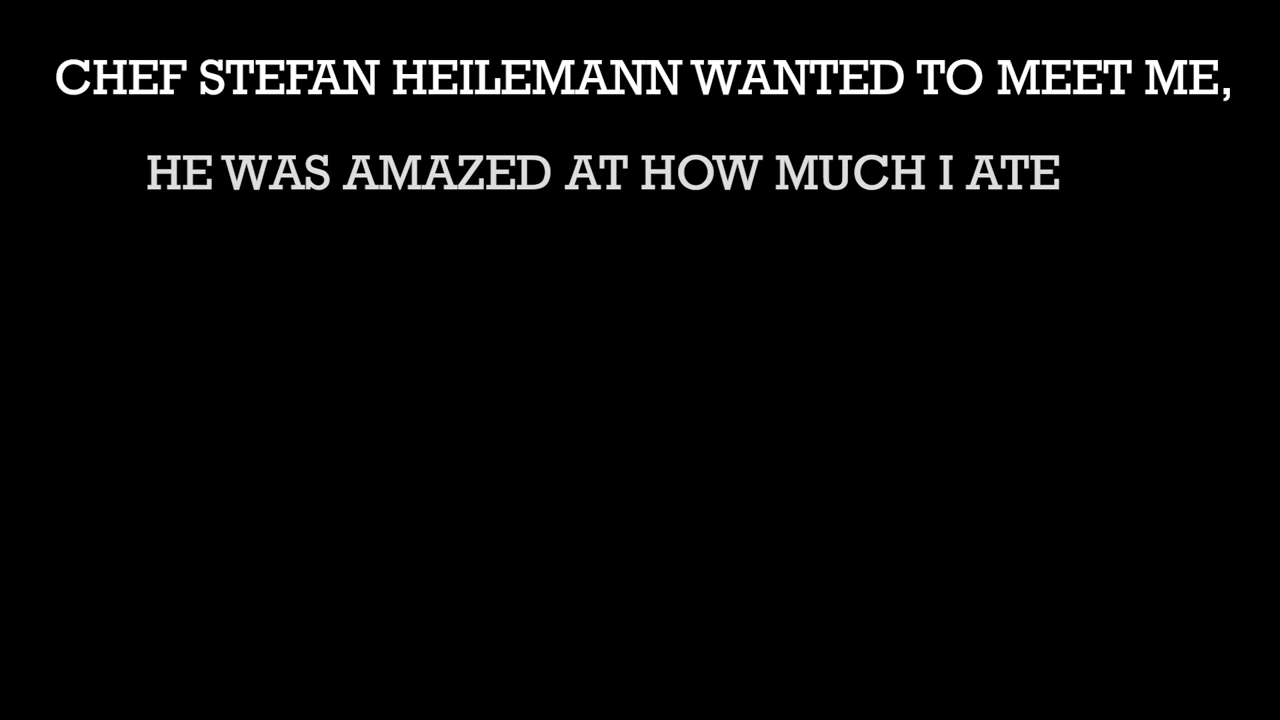 CHEF STEFAN HEILEMANN WANTED TO MEET ME,
HE WAS AMAZED AT HOW MUCH I ATE